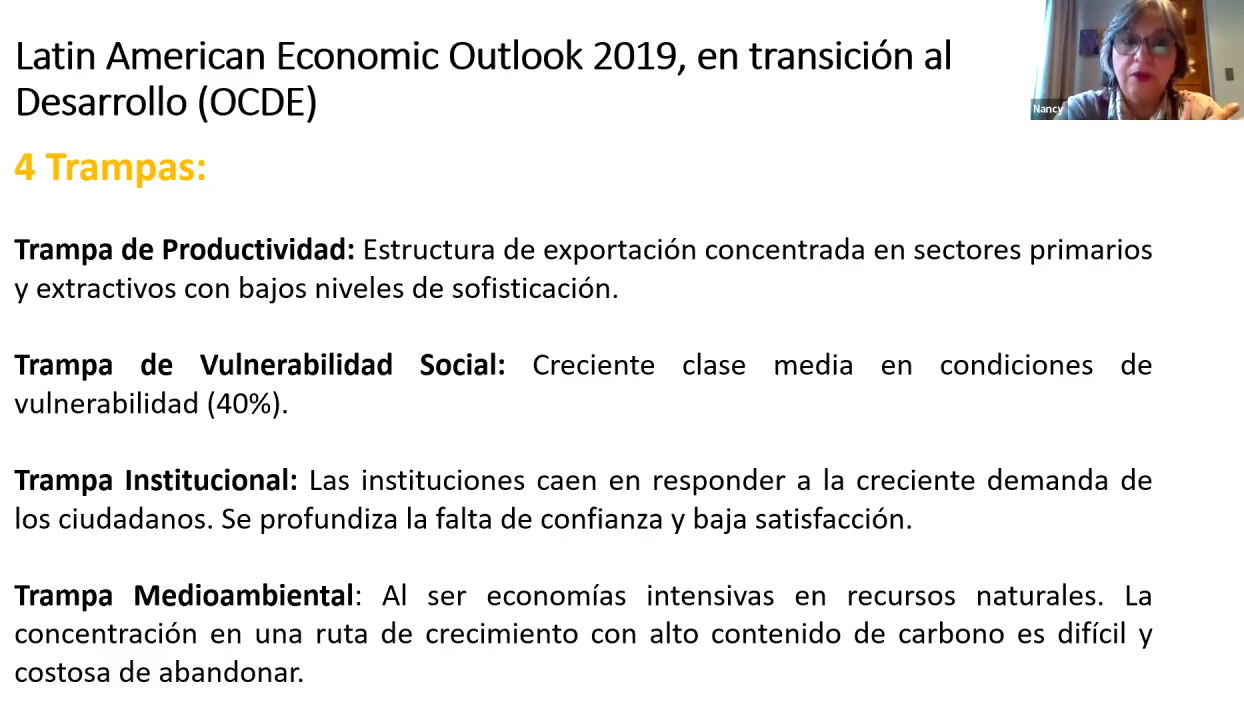 Latin American Economic Outlook 2019, en transición al
Desarrollo (OCDE)
Nancy
4 Trampas:
Trampa de Productividad: Estructura de exportación concentrada en sectores primarios
y extractivos con bajos niveles de sofisticación.
Trampa de Vulnerabilidad Social: Creciente clase media en condiciones de
vulnerabilidad (40%).
Trampa Institucional: Las instituciones caen en responder a la creciente demanda de
los ciudadanos. Se profundiza la falta de confianza y baja satisfacción.
Trampa Medioambiental: Al ser economías intensivas en recursos naturales. La
concentración en una ruta de crecimiento con alto contenido de carbono es difícil y
costosa de abandonar.